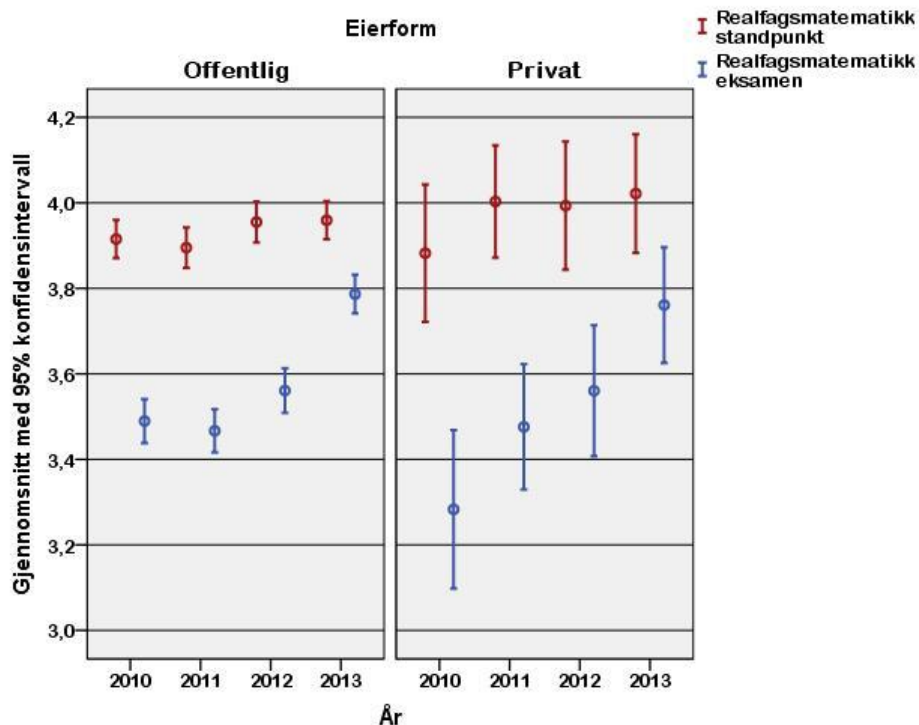 Eierform
Realfagsmatematikk
standpunkt
Realfagsmatematikk
eksamen
Offentlig
Privat
Gjennomsnitt med 95% konfidensintervall
4,2
4,0
3,8
3,6
3,4
3,2
3,0
2010 2011 2012 2013
2010 2011 2012 2013
År